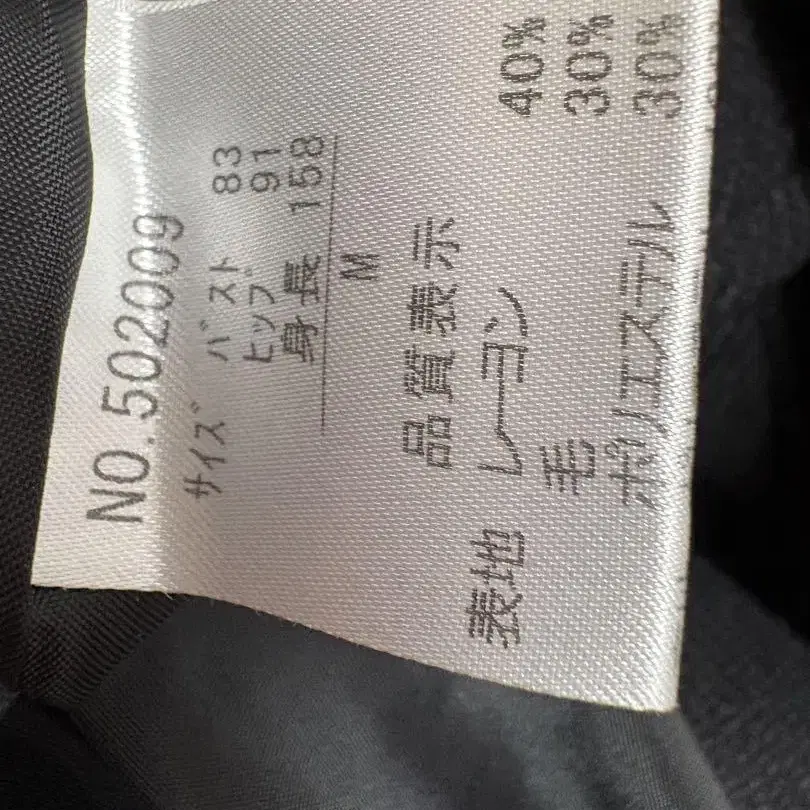 NO.502009
サイズ
バスト 83
ヒップ 91
身長 158
M
品質表示
表地 レーヨン 40%
毛 30%
ポリエステル 30%